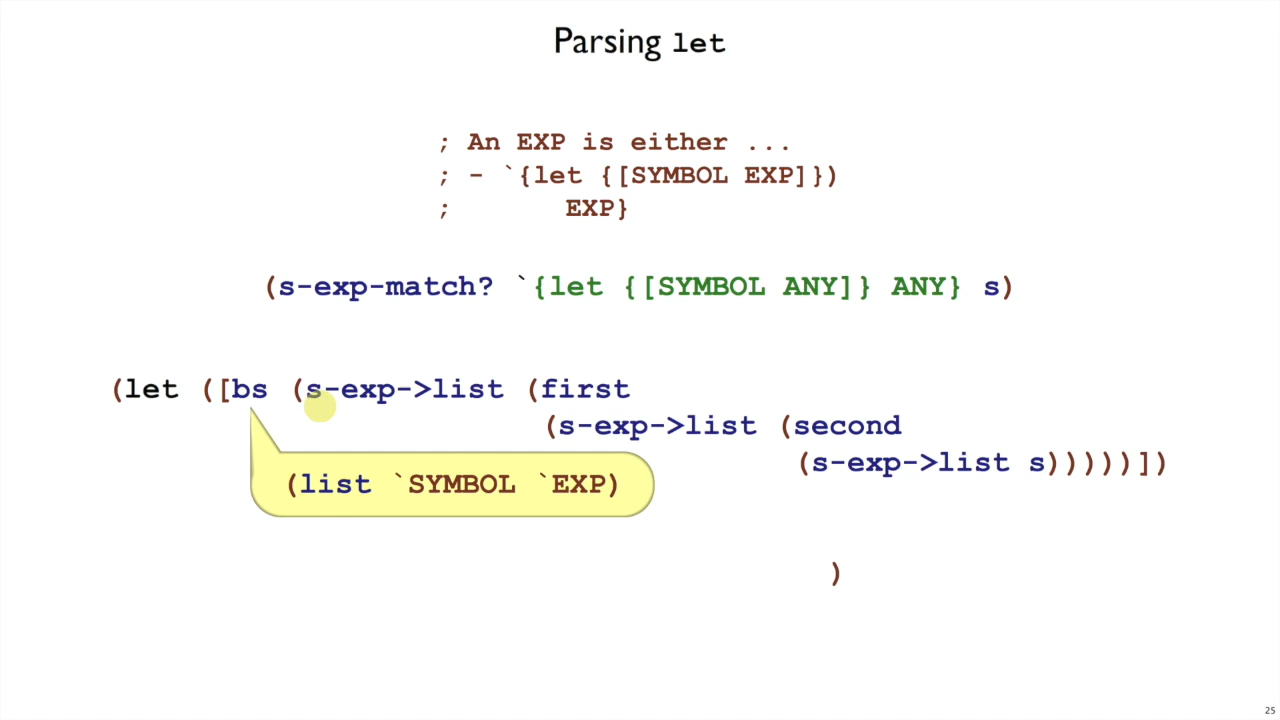 Parsing let
; An EXP is either ...
; - `{let {[SYMBOL EXP]})
;       EXP}
(s-exp-match? `{let {[SYMBOL ANY]} ANY} s)
(let ([bs (s-exp->list (first
(s-exp->list (second
(s-exp->list s)))))])
(list `SYMBOL `EXP)
)
25